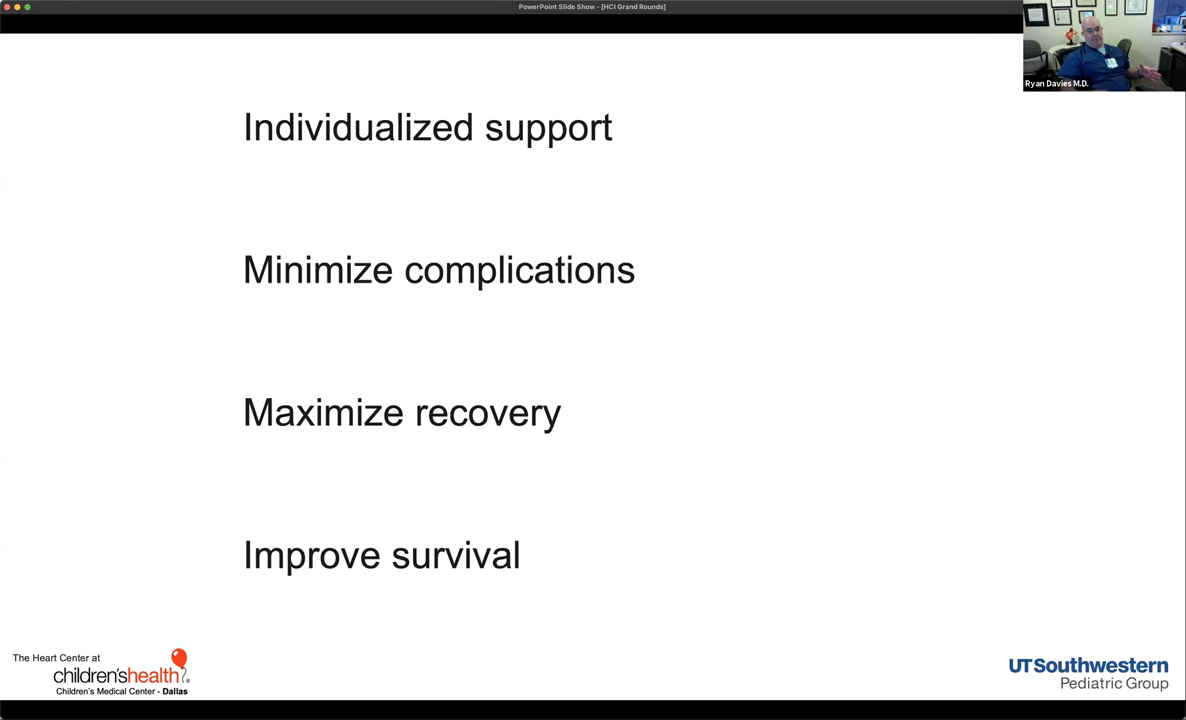 PowerPoint Slide Show - [HCI Grand Rounds]
Ryan Davies M.D.
Individualized support
Minimize complications
Maximize recovery
Improve survival
The Heart Center at
children'shealth
Children's Medical Center - Dallas
UTSouthwestern
Pediatric Group